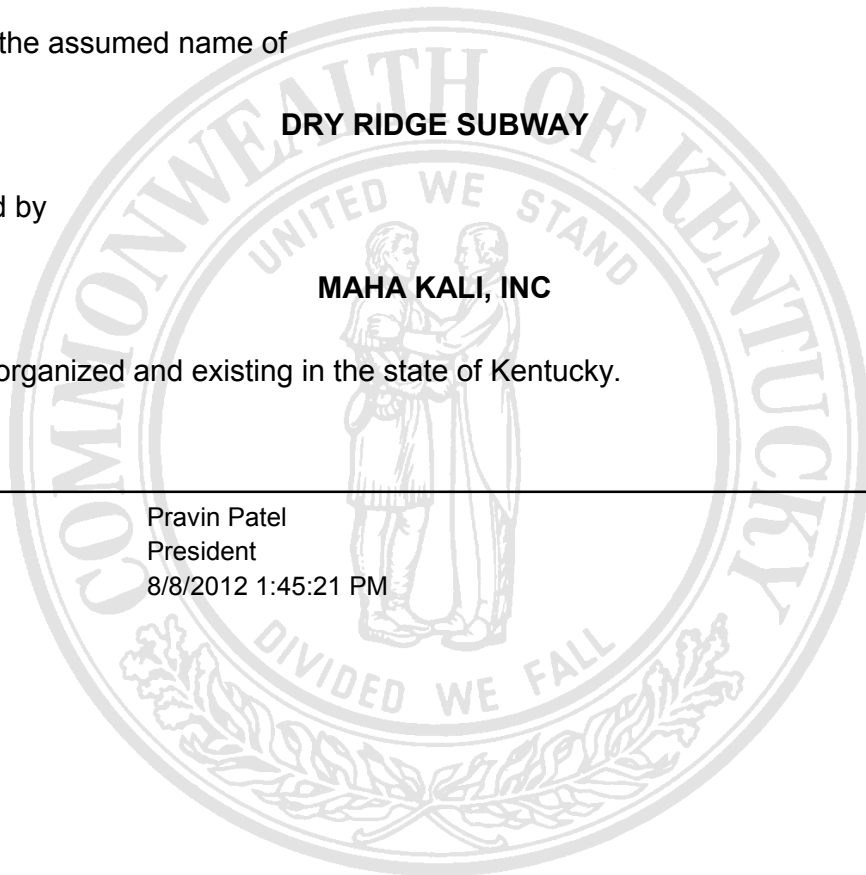 the assumed name of
DRY RIDGE SUBWAY
d by
MAHA KALI, INC
organized and existing in the state of Kentucky.
Pravin Patel
President
8/8/2012 1:45:21 PM
COMMONWEALTH OF KENTUCKY
UNITED WE STAND
DIVIDED WE FALL